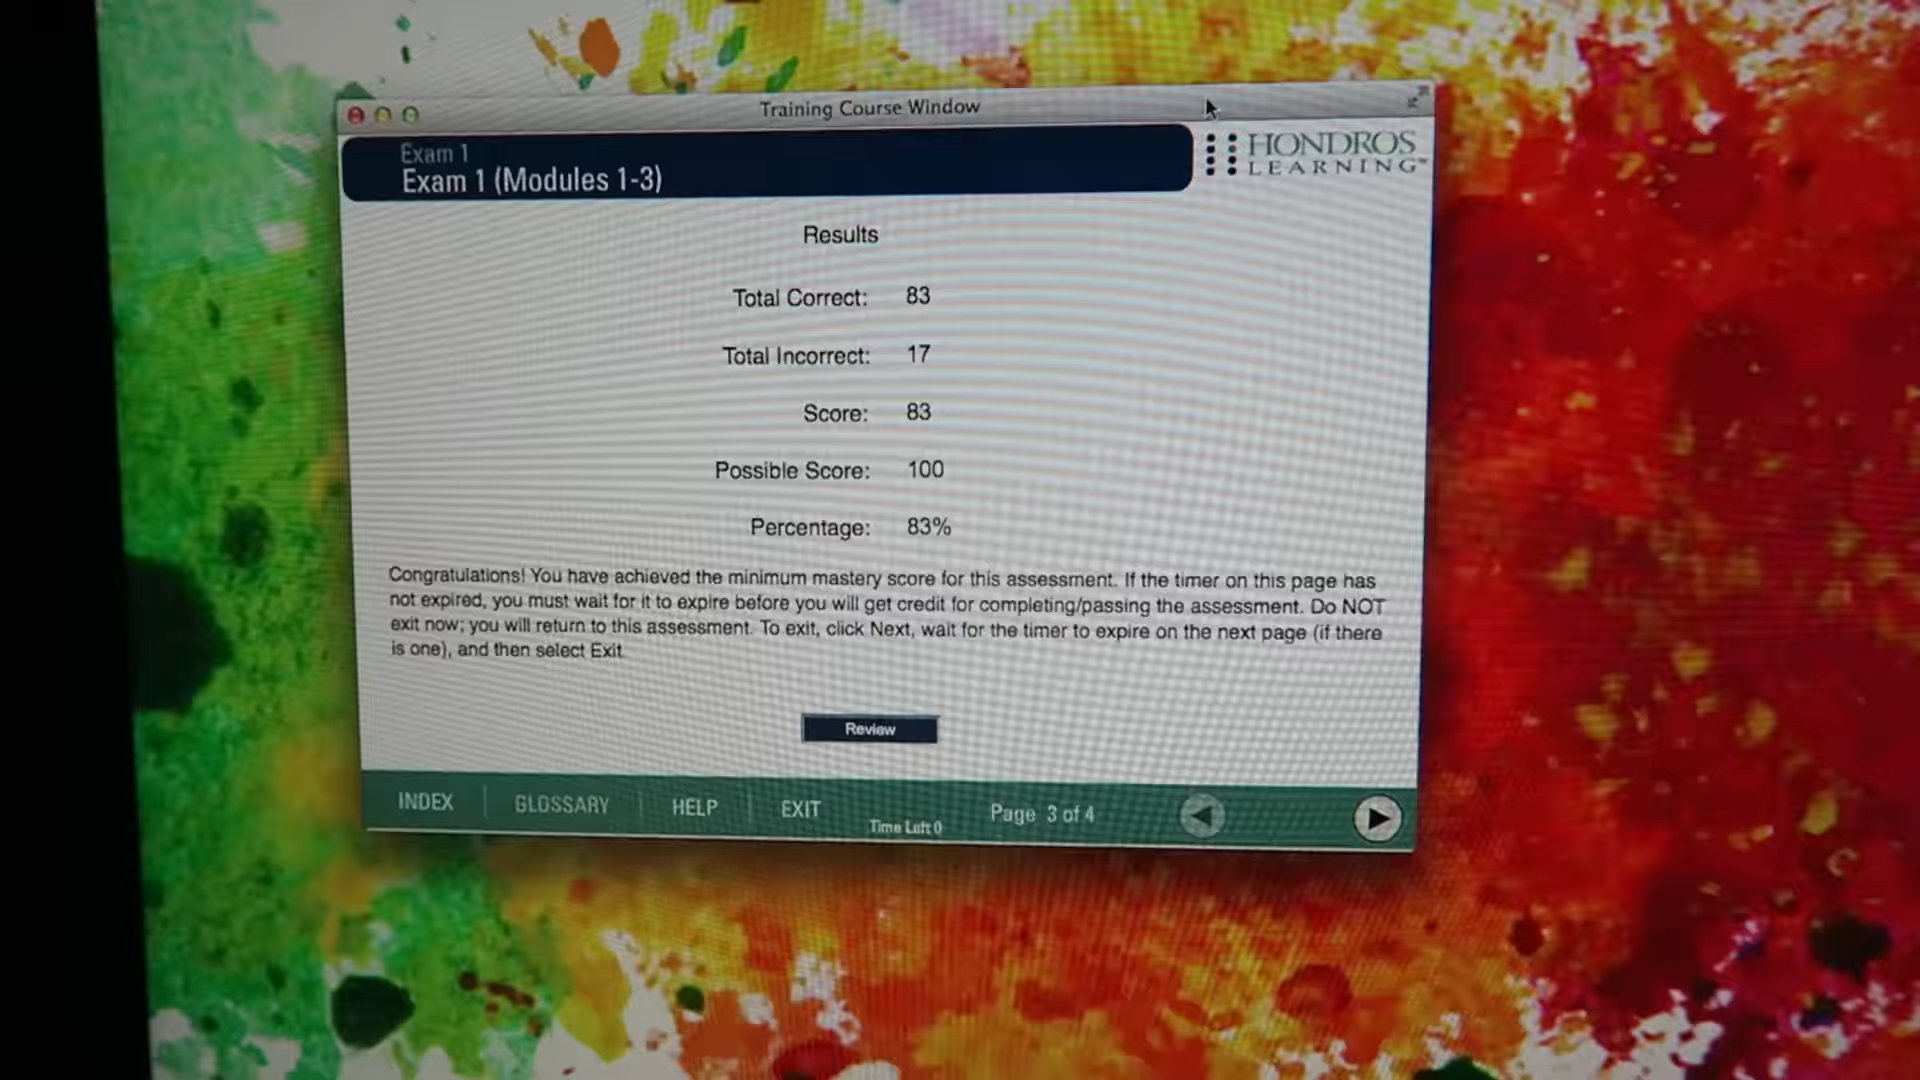 Training Course Window
Exam 1
Exam 1 (Modules 1-3)
HONDROS
LEARNING™
Results
Total Correct: 83
Total Incorrect: 17
Score: 83
Possible Score: 100
Percentage: 83%
Congratulations! You have achieved the minimum mastery score for this assessment. If the timer on this page has
not expired, you must wait for it to expire before you will get credit for completing/passing the assessment. Do NOT
exit now; you will return to this assessment. To exit, click Next, wait for the timer to expire on the next page (if there
is one), and then select Exit.
Review
INDEX GLOSSARY HELP EXIT Time Left 0 Page 3 of 4